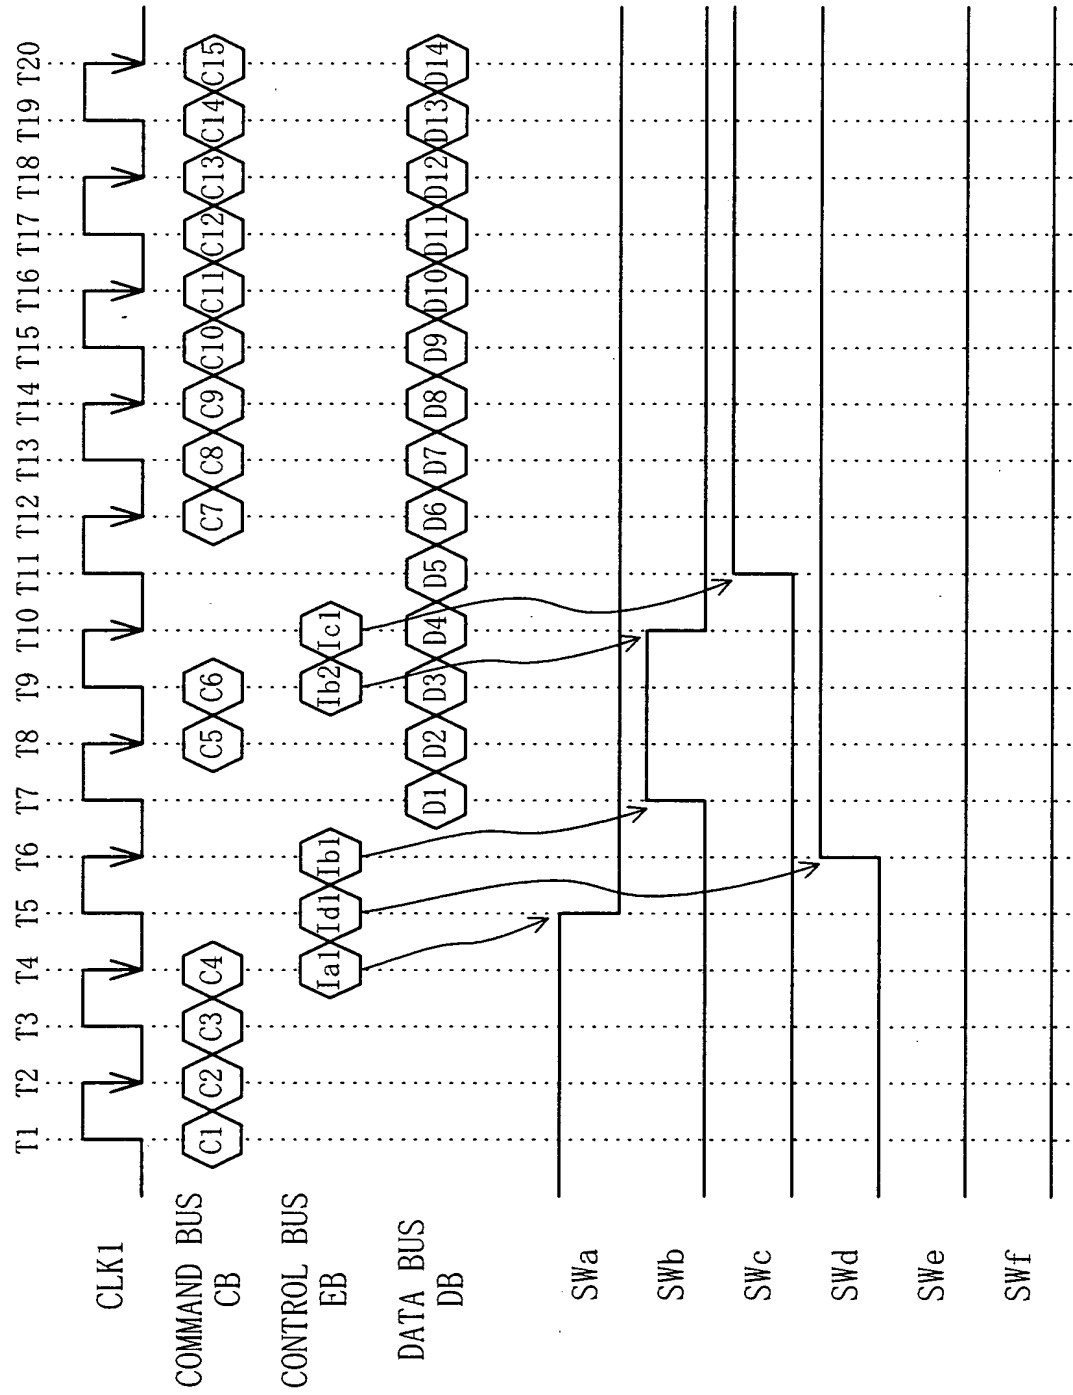 T1 T2 T3 T4 T5 T6 T7 T8 T9 T10 T11 T12 T13 T14 T15 T16 T17 T18 T19 T20
CLK1
COMMAND BUS
CB
C1 C2 C3 C4 C5 C6 C7 C8 C9 C10 C11 C12 C13 C14 C15
CONTROL BUS
EB
Ia1 Id1 Ib1 Ib2 Ic1
DATA BUS
DB
D1 D2 D3 D4 D5 D6 D7 D8 D9 D10 D11 D12 D13 D14
SWa
SWb
SWc
SWd
SWe
SWf